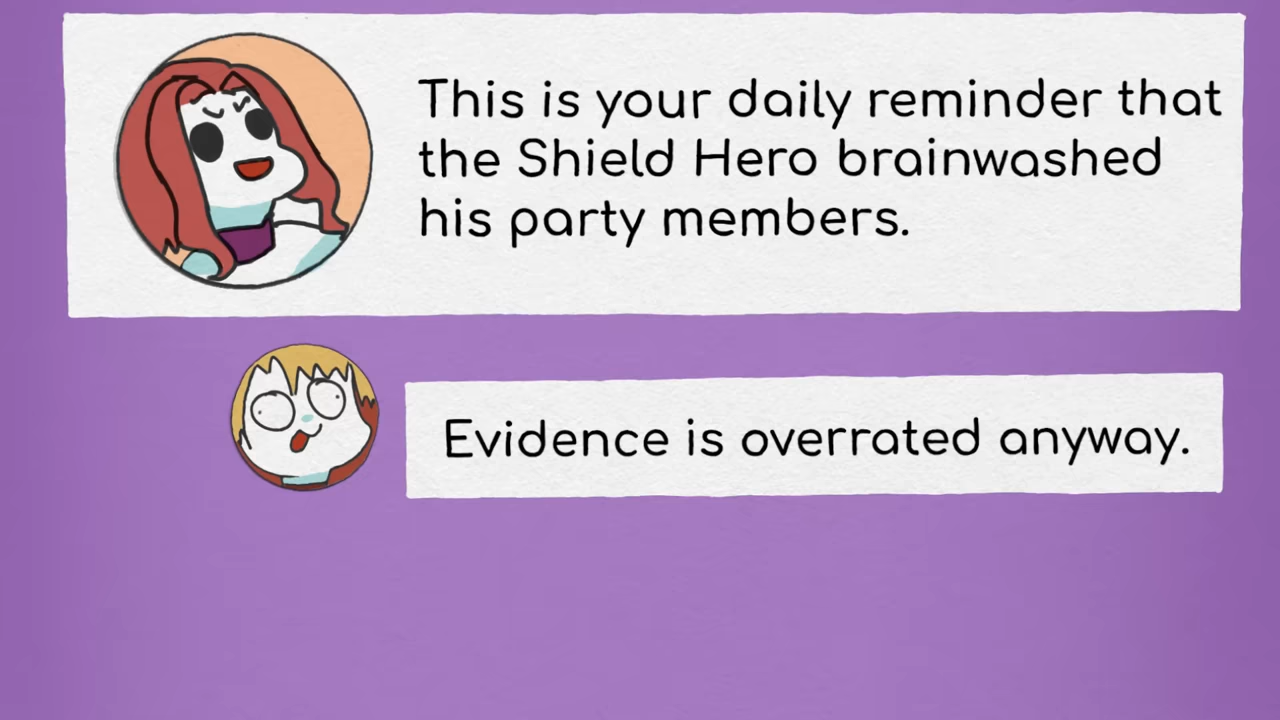 This is your daily reminder that
the Shield Hero brainwashed
his party members.
Evidence is overrated anyway.